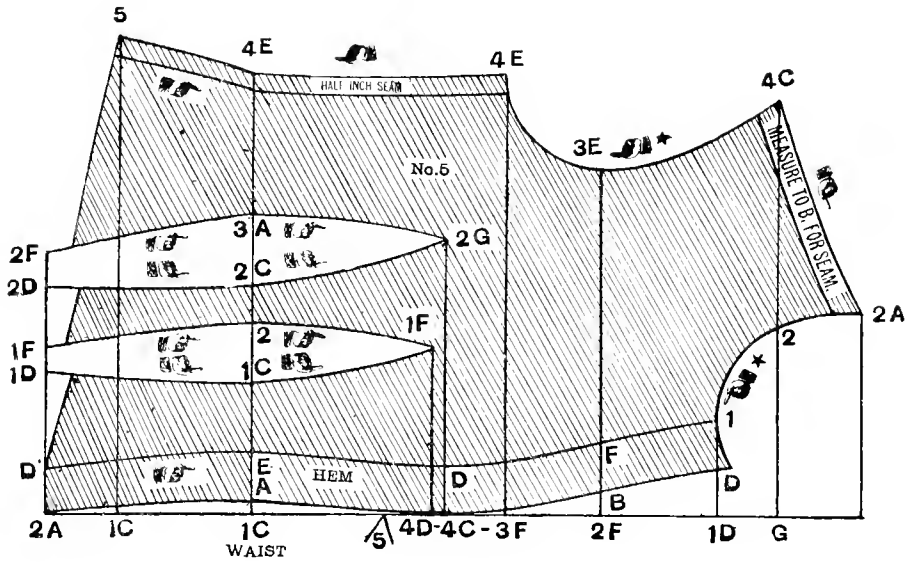 5
4E
4E
4C
HALF INCH SEAM
3E
No.5
MEASURE TO B. FOR SEAM.
3 A
2F
2G
2 C
2D
2A
1F
2
2
1F
1D
1 C
1
D
E
HEM
D
F
D
A
B
2A
1C
1C
5
4D-4C-3F
2F
1D
G
WAIST